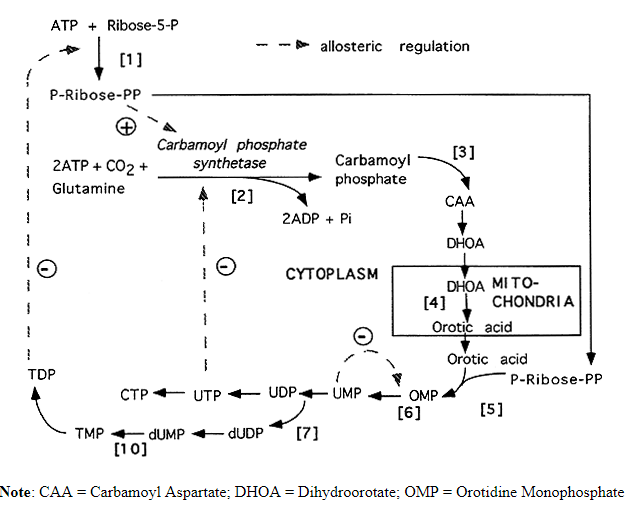 ATP + Ribose-5-P
[1]
allosteric regulation
P-Ribose-PP
+
Carbamoyl phosphate
synthetase
2ATP + CO2 +
Glutamine
[2]
2ADP + Pi
Carbamoyl
phosphate
[3]
CAA
DHOA
CYTOPLASM
DHOA
MITO-
CHONDRIA
[4]
Orotic acid
Orotic acid
P-Ribose-PP
[5]
-
-
-
TDP
CTP
UTP
UDP
UMP
OMP
[6]
TMP
[10]
dUMP
dUDP
[7]
Note: CAA = Carbamoyl Aspartate; DHOA = Dihydroorotate; OMP = Orotidine Monophosphate